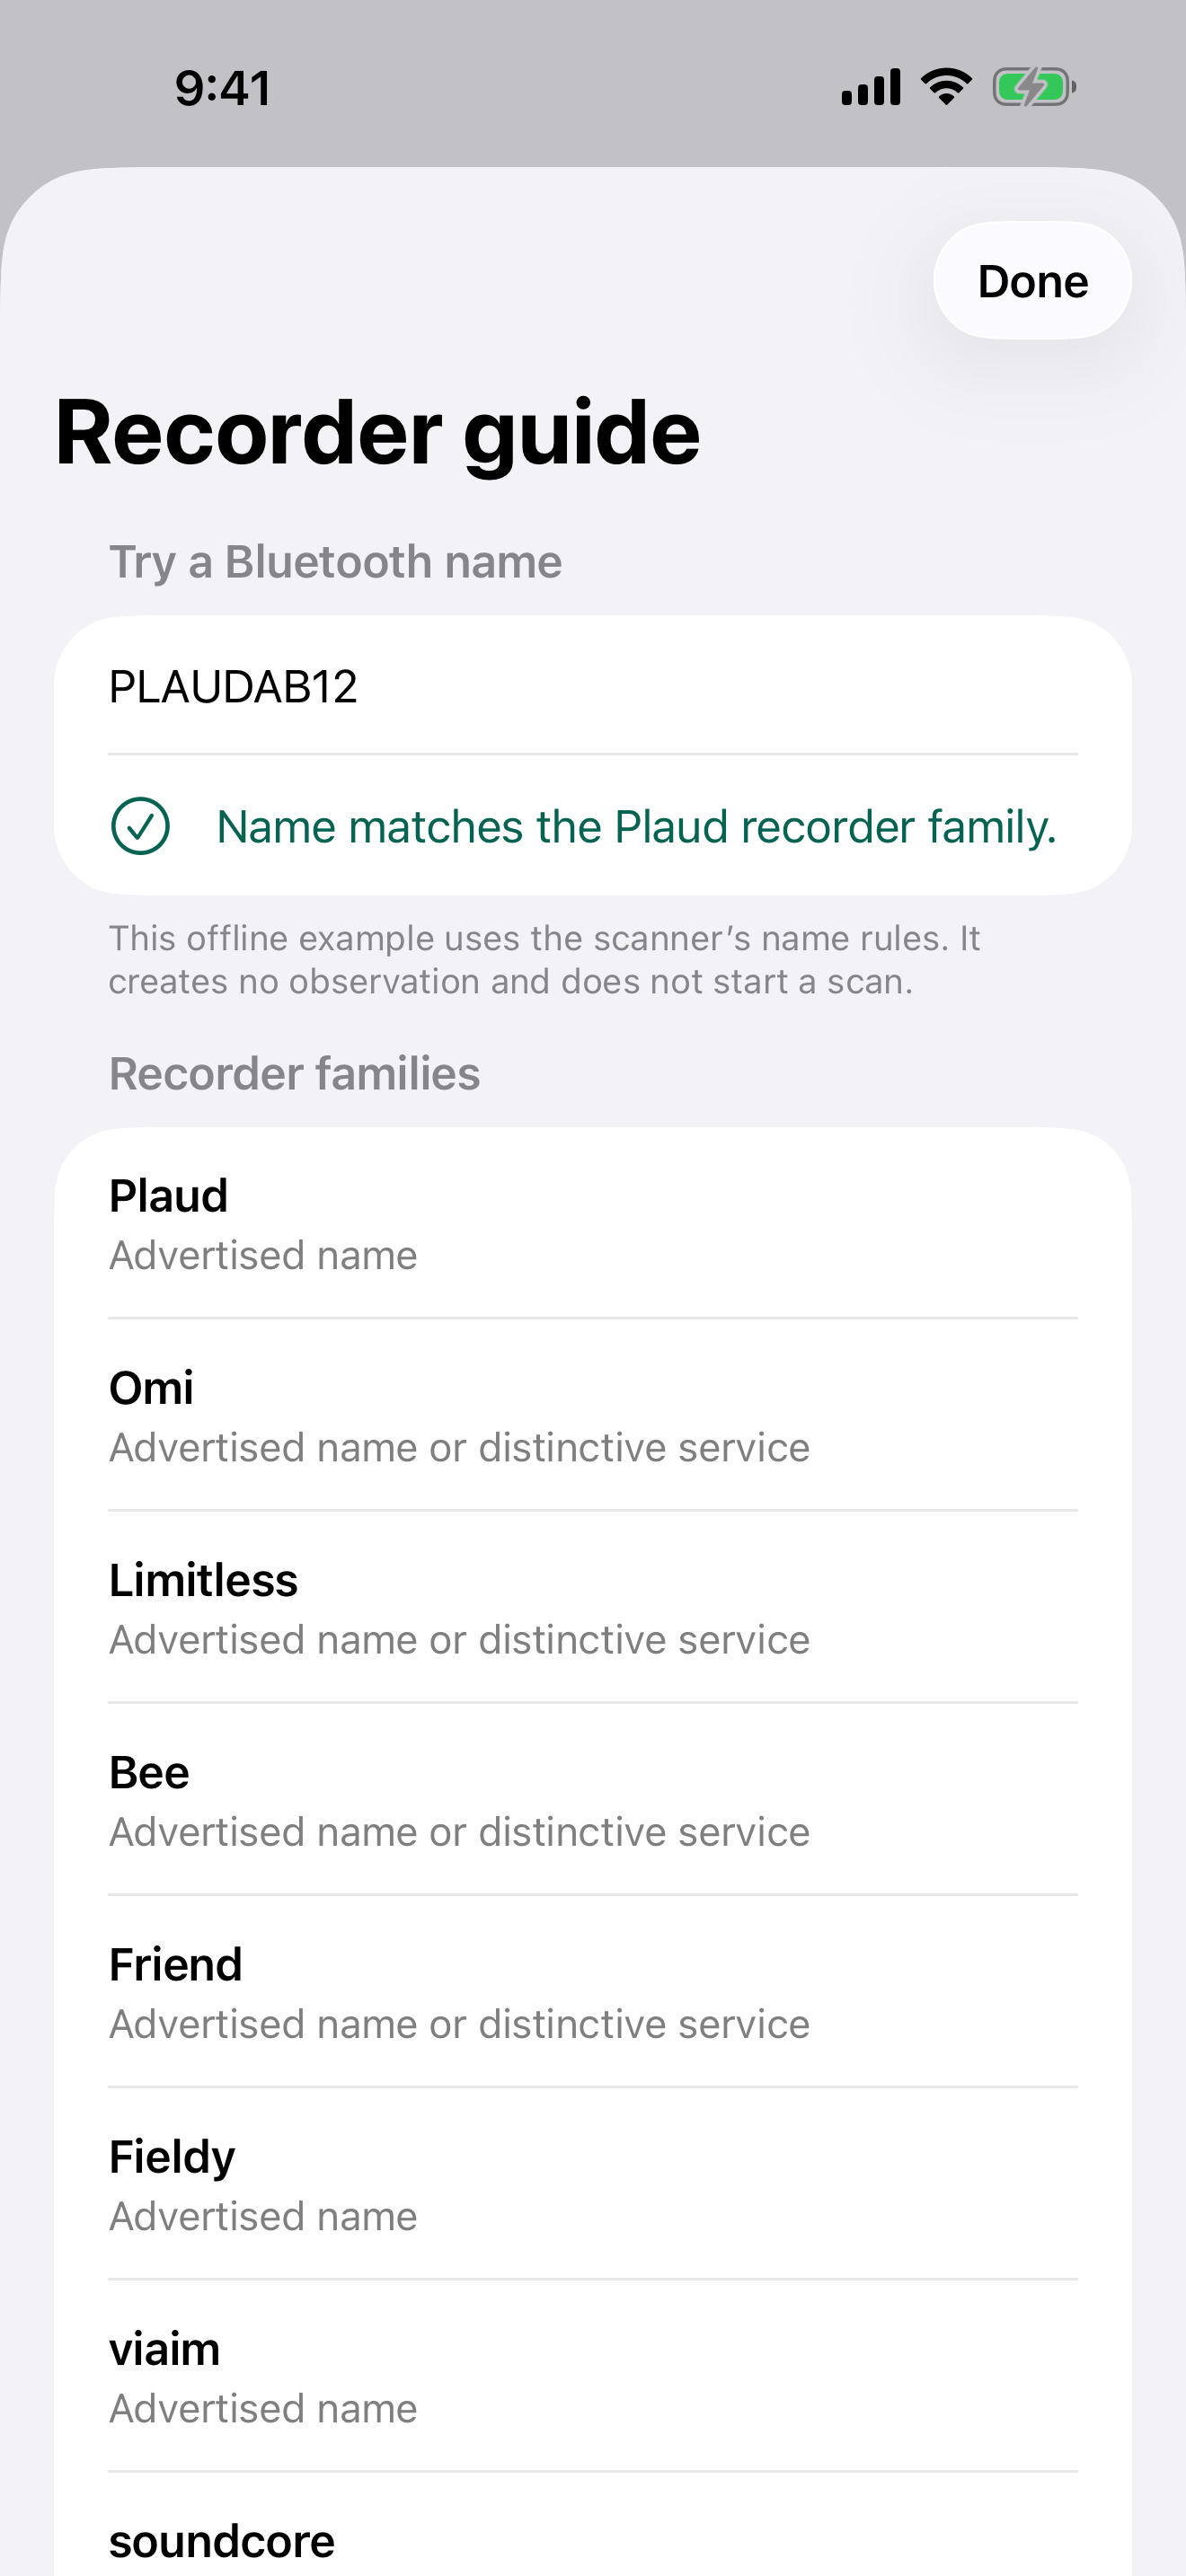 9:41
Done
Recorder guide
Try a Bluetooth name
PLAUDAB12
Name matches the Plaud recorder family.
This offline example uses the scanner’s name rules. It
creates no observation and does not start a scan.
Recorder families
Plaud
Advertised name
Omi
Advertised name or distinctive service
Limitless
Advertised name or distinctive service
Bee
Advertised name or distinctive service
Friend
Advertised name or distinctive service
Fieldy
Advertised name
viaim
Advertised name
soundcore